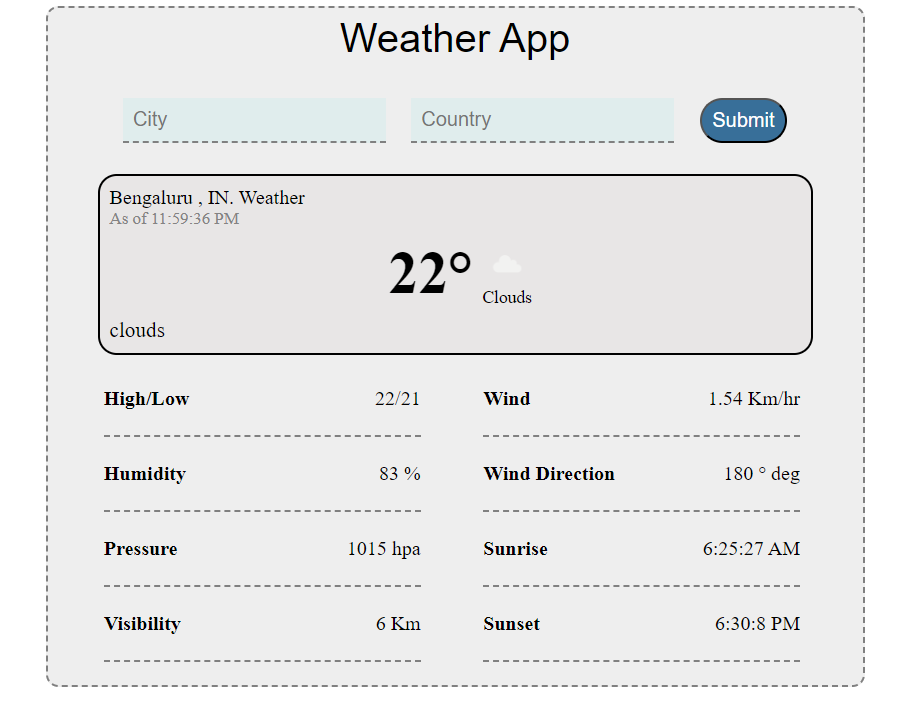 Weather App
City Country Submit
Bengaluru , IN. Weather
As of 11:59:36 PM
22°
Clouds
clouds
High/Low 22/21 Wind 1.54 Km/hr
Humidity 83 % Wind Direction 180 ° deg
Pressure 1015 hpa Sunrise 6:25:27 AM
Visibility 6 Km Sunset 6:30:8 PM